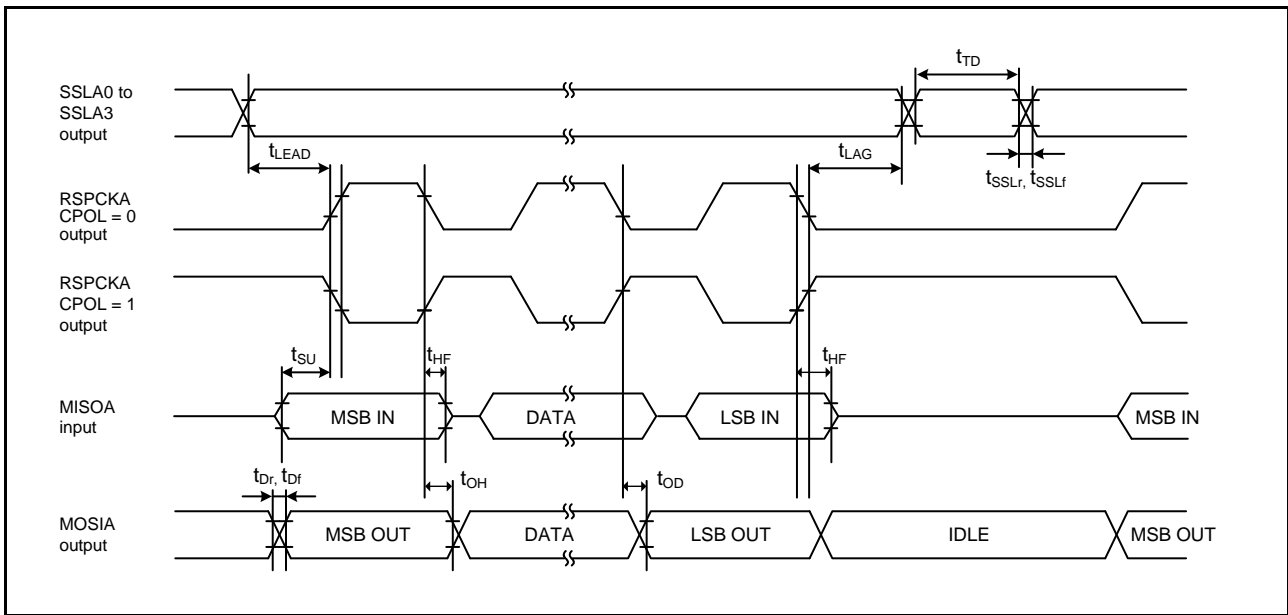 SSLA0 to
SSLA3
output
tTD
tLEAD
tLAG
tSSLr, tSSLf
RSPCKA
CPOL = 0
output
RSPCKA
CPOL = 1
output
tSU
tHF
tHF
MISOA
input
MSB IN
DATA
LSB IN
MSB IN
tDr, tDf
tOH
tOD
MOSIA
output
MSB OUT
DATA
LSB OUT
IDLE
MSB OUT